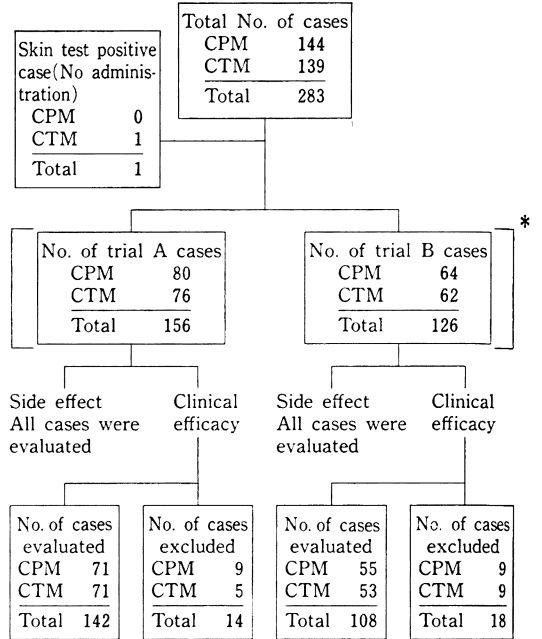 Total No. of cases
CPM 144
CTM 139
Total 283
Skin test positive
case(No adminis-
tration)
CPM 0
CTM 1
Total 1
*
No. of trial A cases
CPM 80
CTM 76
Total 156
No. of trial B cases
CPM 64
CTM 62
Total 126
Side effect
All cases were
evaluated
Clinical
efficacy
Side effect
All cases were
evaluated
Clinical
efficacy
No. of cases
evaluated
CPM 71
CTM 71
Total 142
No. of cases
excluded
CPM 9
CTM 5
Total 14
No. of cases
evaluated
CPM 55
CTM 53
Total 108
No. of cases
excluded
CPM 9
CTM 9
Total 18